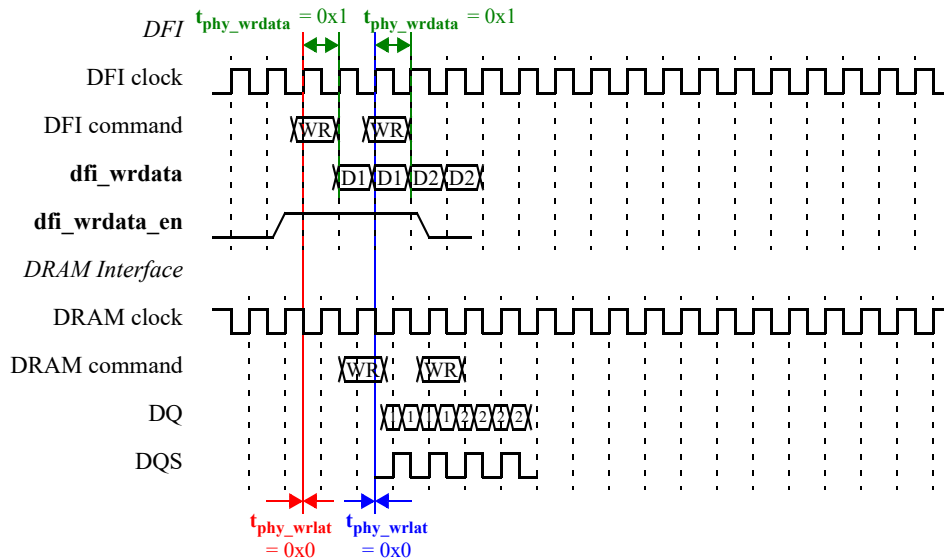 DFI t_phy_wrdata = 0x1 t_phy_wrdata = 0x1
DFI clock
DFI command WR WR
dfi_wrdata D1 D1 D2 D2
dfi_wrdata_en
DRAM Interface
DRAM clock
DRAM command WR WR
DQ 1 1 1 1 2 2 2 2
DQS
t_phy_wrlat t_phy_wrlat
= 0x0 = 0x0